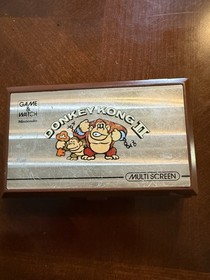 GAME &
WATCH
Nintendo
DONKEY KONG II
MULTI SCREEN